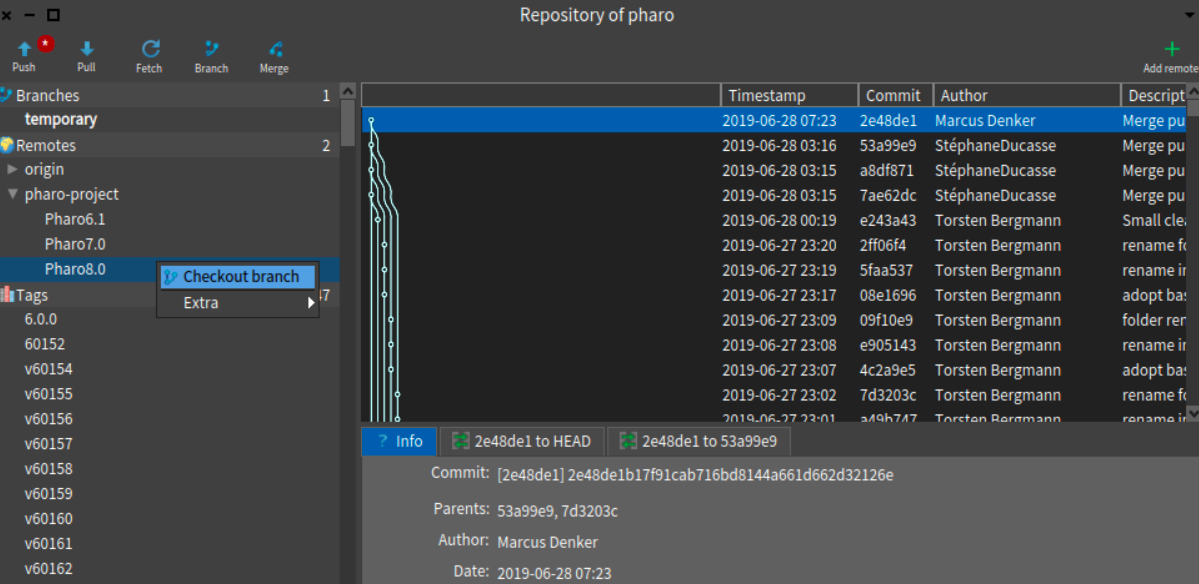 Repository of pharo
Push Pull Fetch Branch Merge Add remote
Branches 1
temporary
Remotes 2
origin
pharo-project
Pharo6.1
Pharo7.0
Pharo8.0
Checkout branch
Extra
Tags 47
6.0.0
60152
v60154
v60155
v60156
v60157
v60158
v60159
v60160
v60161
v60162
Timestamp Commit Author Descript
2019-06-28 07:23 2e48de1 Marcus Denker Merge pu
2019-06-28 03:16 53a99e9 StéphaneDucasse Merge pu
2019-06-28 03:15 a8df871 StéphaneDucasse Merge pu
2019-06-28 03:15 7ae62dc StéphaneDucasse Merge pu
2019-06-28 00:19 e243a43 Torsten Bergmann Small clea
2019-06-27 23:20 2ff06f4 Torsten Bergmann rename fo
2019-06-27 23:19 5faa537 Torsten Bergmann rename in
2019-06-27 23:17 08e1696 Torsten Bergmann adopt bas
2019-06-27 23:09 09f10e9 Torsten Bergmann folder ren
2019-06-27 23:08 e905143 Torsten Bergmann rename in
2019-06-27 23:07 4c2a9e5 Torsten Bergmann adopt bas
2019-06-27 23:02 7d3203c Torsten Bergmann rename fo
2019-06-27 23:01 a49b747 Torsten Bergmann rename in
? Info 2e48de1 to HEAD 2e48de1 to 53a99e9
Commit: [2e48de1] 2e48de1b17f91cab716bd8144a661d662d32126e
Parents: 53a99e9, 7d3203c
Author: Marcus Denker
Date: 2019-06-28 07:23